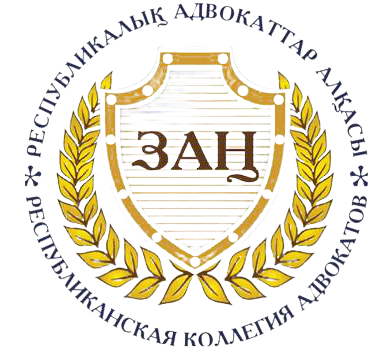 РЕСПУБЛИКАЛЫҚ АДВОКАТТАР АЛҚАСЫ
ЗАҢ
РЕСПУБЛИКАНСКАЯ КОЛЛЕГИЯ АДВОКАТОВ